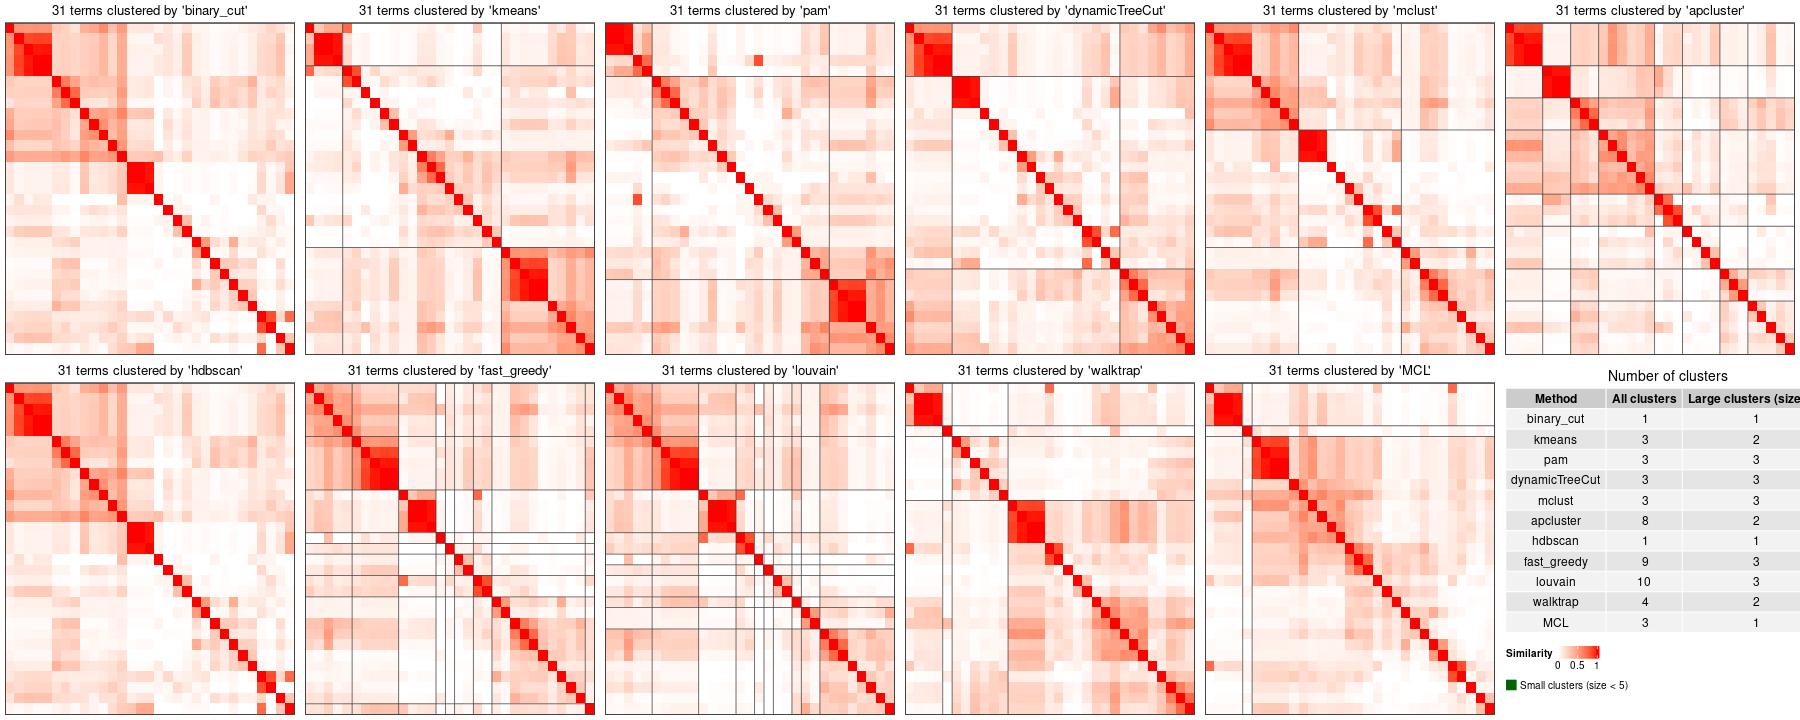 31 terms clustered by 'binary_cut'
31 terms clustered by 'kmeans'
31 terms clustered by 'pam'
31 terms clustered by 'dynamicTreeCut'
31 terms clustered by 'mclust'
31 terms clustered by 'apcluster'
31 terms clustered by 'hdbscan'
31 terms clustered by 'fast_greedy'
31 terms clustered by 'louvain'
31 terms clustered by 'walktrap'
31 terms clustered by 'MCL'
Number of clusters
Method All clusters Large clusters (size
binary_cut 1 1
kmeans 3 2
pam 3 3
dynamicTreeCut 3 3
mclust 3 3
apcluster 8 2
hdbscan 1 1
fast_greedy 9 3
louvain 10 3
walktrap 4 2
MCL 3 1
Similarity
0 0.5 1
Small clusters (size < 5)